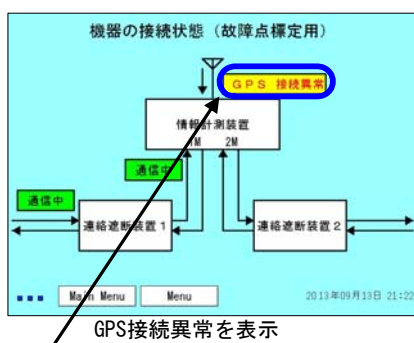 機器の接続状態（故障点標定用）
ＧＰＳ 接続異常
情報計測装置
1M 2M
通信中
通信中
連絡遮断装置１
連絡遮断装置２
Main Menu
Menu
2013年09月13日 21:22
GPS接続異常を表示